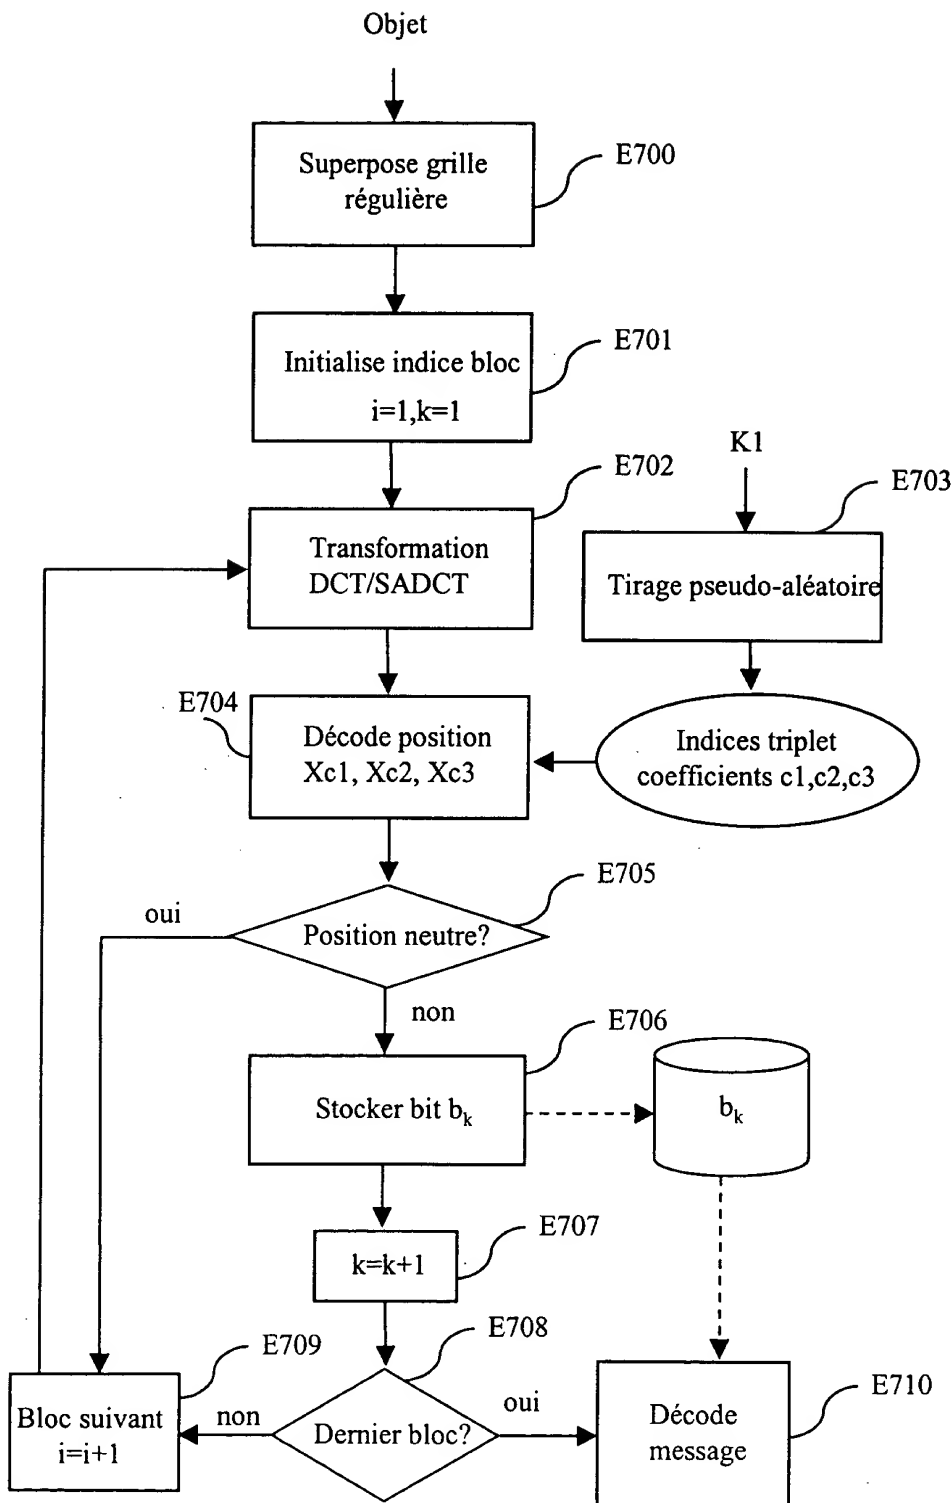 Objet
Superpose grille
régulière
E700
Initialise indice bloc
i=1,k=1
E701
K1
E702
E703
Transformation
DCT/SADCT
Tirage pseudo-aléatoire
E704
Décode position
Xc1, Xc2, Xc3
Indices triplet
coefficients c1,c2,c3
E705
oui
Position neutre?
non
E706
Stocker bit bk
bk
E707
k=k+1
E708
E709
Bloc suivant
i=i+1
non
Dernier bloc?
oui
E710
Décode
message